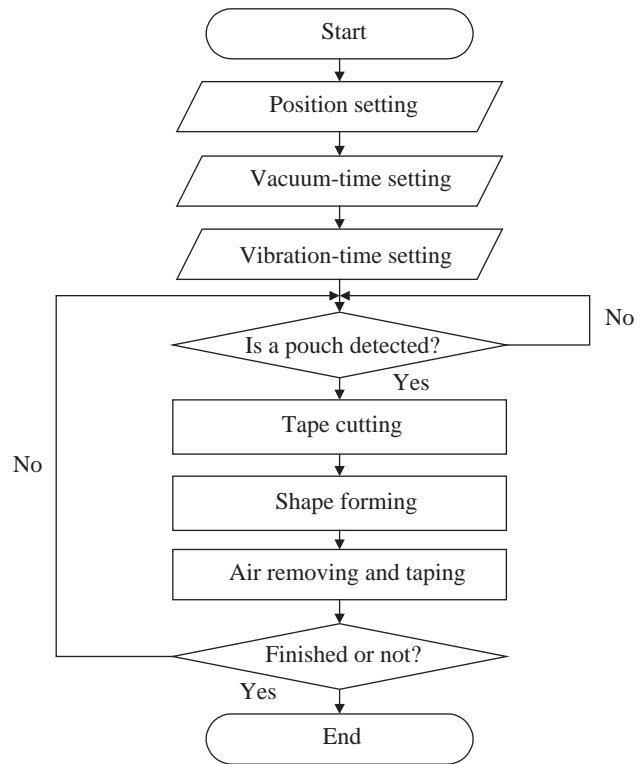 Start
Position setting
Vacuum-time setting
Vibration-time setting
No
Is a pouch detected?
Yes
Tape cutting
No
Shape forming
Air removing and taping
Finished or not?
Yes
End